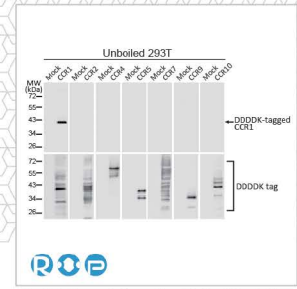 Unboiled 293T
Mock CCR1 Mock CCR2 Mock CCR4 Mock CCR5 Mock CCR7 Mock CCR9 Mock CCR10
MW
(kDa)
72
55
43
34
26
DDDDK-tagged
CCR1
72
55
43
34
26
DDDDK tag